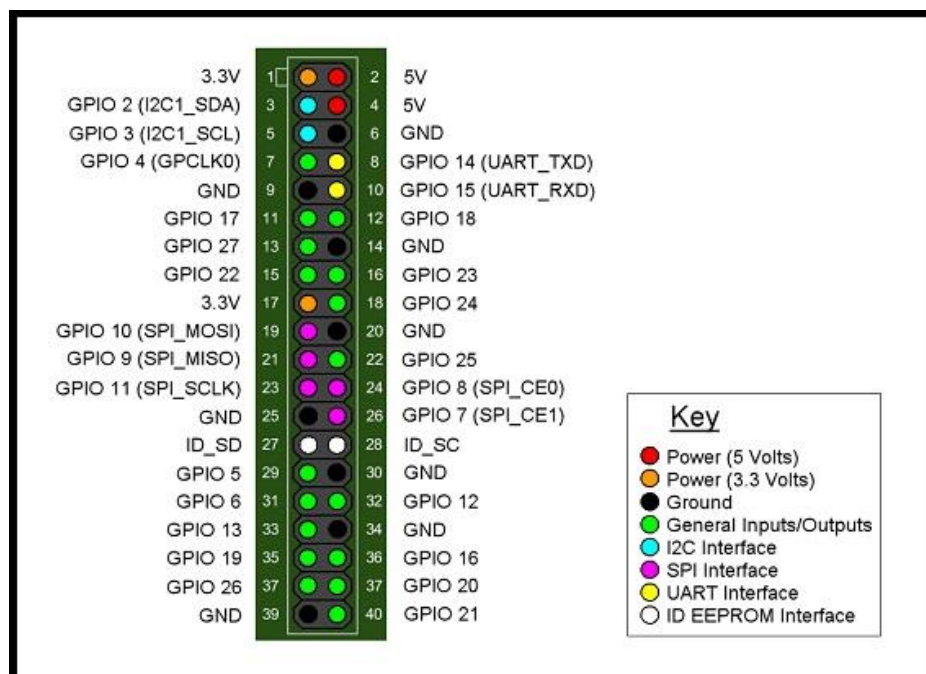 3.3V 1 2 5V
GPIO 2 (I2C1_SDA) 3 4 5V
GPIO 3 (I2C1_SCL) 5 6 GND
GPIO 4 (GPCLK0) 7 8 GPIO 14 (UART_TXD)
GND 9 10 GPIO 15 (UART_RXD)
GPIO 17 11 12 GPIO 18
GPIO 27 13 14 GND
GPIO 22 15 16 GPIO 23
3.3V 17 18 GPIO 24
GPIO 10 (SPI_MOSI) 19 20 GND
GPIO 9 (SPI_MISO) 21 22 GPIO 25
GPIO 11 (SPI_SCLK) 23 24 GPIO 8 (SPI_CE0)
GND 25 26 GPIO 7 (SPI_CE1)
ID_SD 27 28 ID_SC
GPIO 5 29 30 GND
GPIO 6 31 32 GPIO 12
GPIO 13 33 34 GND
GPIO 19 35 36 GPIO 16
GPIO 26 37 37 GPIO 20
GND 39 40 GPIO 21
Key
Power (5 Volts)
Power (3.3 Volts)
Ground
General Inputs/Outputs
I2C Interface
SPI Interface
UART Interface
ID EEPROM Interface